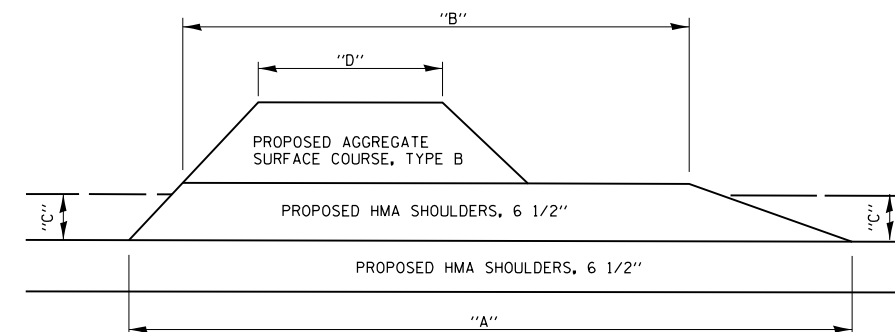 "B"
"D"
PROPOSED AGGREGATE
SURFACE COURSE, TYPE B
"C"
PROPOSED HMA SHOULDERS, 6 1/2"
"C"
PROPOSED HMA SHOULDERS, 6 1/2"
"A"